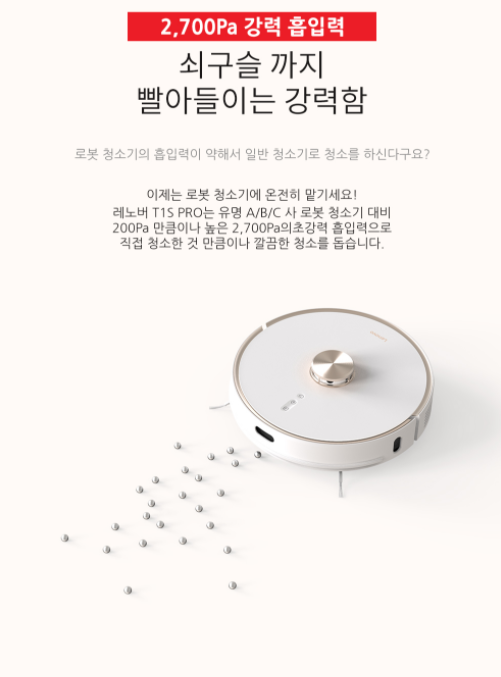 2,700Pa 강력 흡입력
쇠구슬 까지
빨아들이는 강력함
로봇 청소기의 흡입력이 약해서 일반 청소기로 청소를 하신다구요?
이제는 로봇 청소기에 온전히 맡기세요!
레노버 T1S PRO는 유명 A/B/C 사 로봇 청소기 대비
200Pa 만큼이나 높은 2,700Pa의초강력 흡입력으로
직접 청소한 것 만큼이나 깔끔한 청소를 돕습니다.